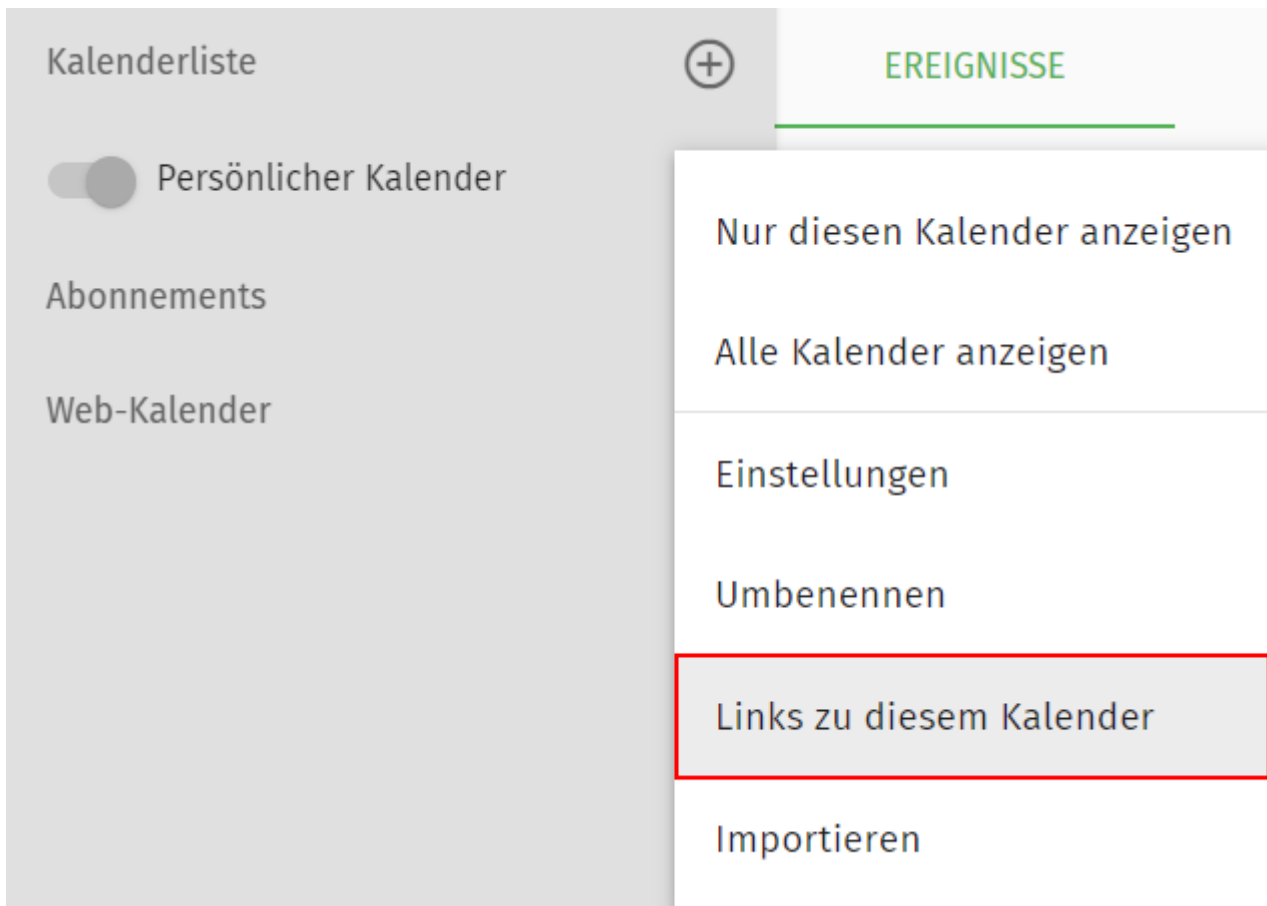 Kalenderliste
EREIGNISSE
Persönlicher Kalender
Abonnements
Web-Kalender
Nur diesen Kalender anzeigen
Alle Kalender anzeigen
Einstellungen
Umbenennen
Links zu diesem Kalender
Importieren